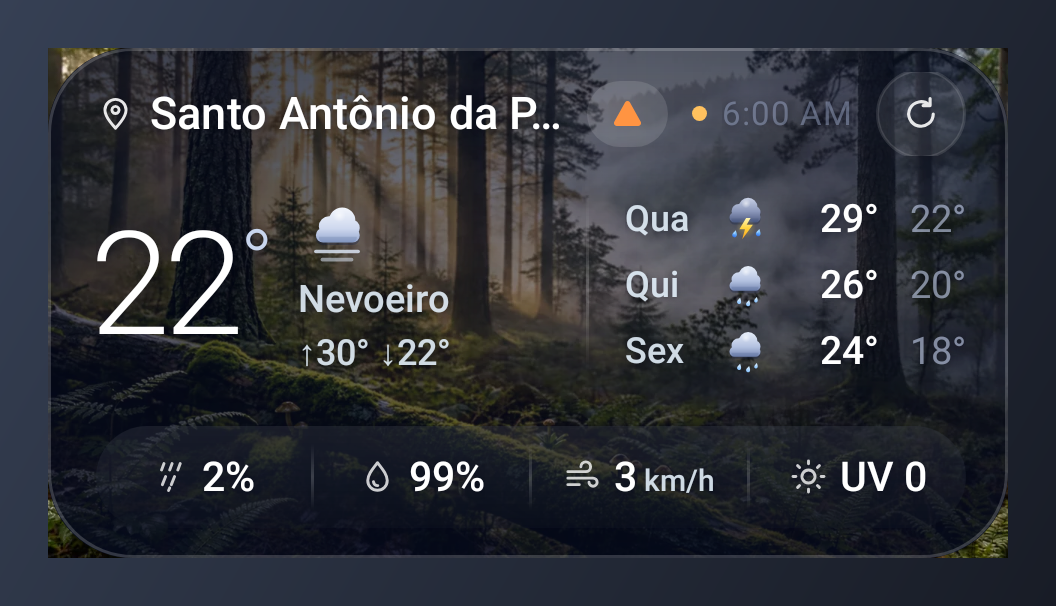 Santo Antônio da P... 6:00 AM
22°
Nevoeiro
↑30° ↓22°
Qua 29° 22°
Qui 26° 20°
Sex 24° 18°
2% 99% 3 km/h UV 0